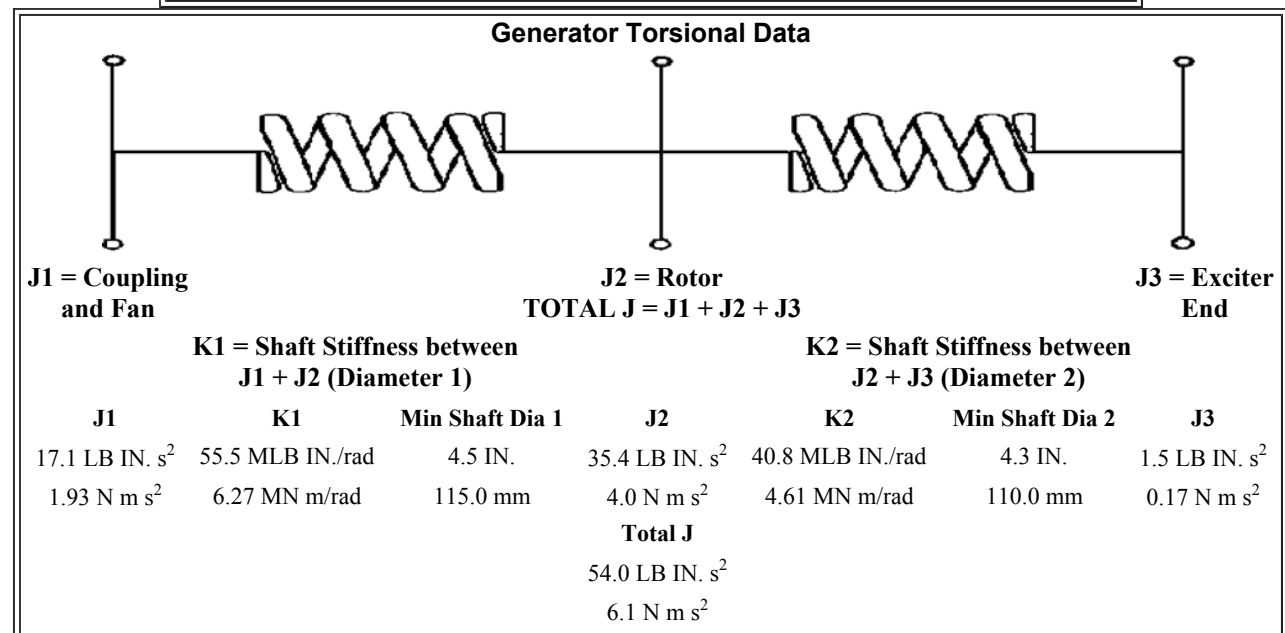 Generator Torsional Data
J1 = Coupling
and Fan
J2 = Rotor
TOTAL J = J1 + J2 + J3
J3 = Exciter
End
K1 = Shaft Stiffness between
J1 + J2 (Diameter 1)
K2 = Shaft Stiffness between
J2 + J3 (Diameter 2)
J1 K1 Min Shaft Dia 1 J2 K2 Min Shaft Dia 2 J3
17.1 LB IN. s² 55.5 MLB IN./rad 4.5 IN. 35.4 LB IN. s² 40.8 MLB IN./rad 4.3 IN. 1.5 LB IN. s²
1.93 N m s² 6.27 MN m/rad 115.0 mm 4.0 N m s² 4.61 MN m/rad 110.0 mm 0.17 N m s²
Total J
54.0 LB IN. s²
6.1 N m s²